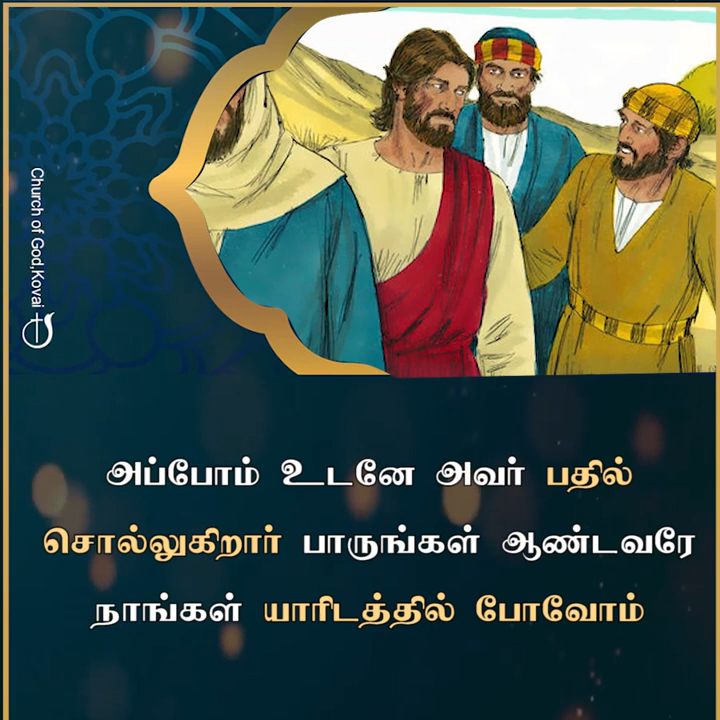 Church of God,Kovai
அப்போம் உடனே அவர் பதில்
சொல்லுகிறார் பாருங்கள் ஆண்டவரே
நாங்கள் யாரிடத்தில் போவோம்